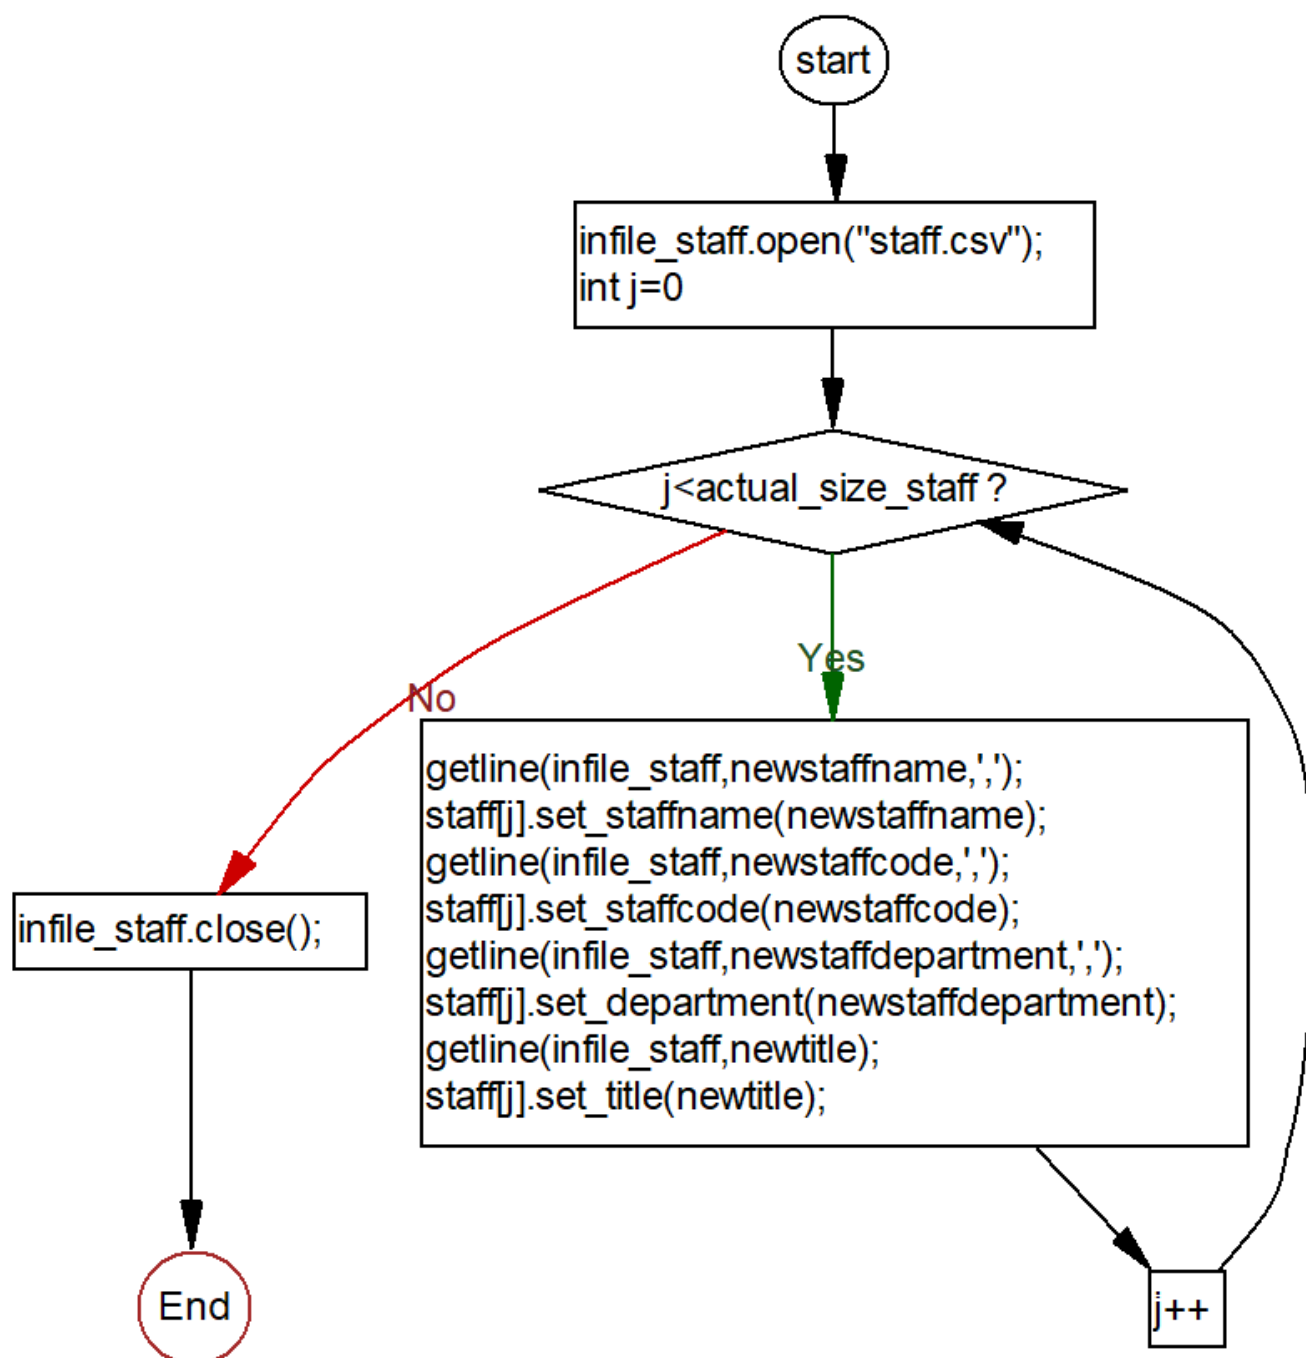 start
infile_staff.open("staff.csv");
int j=0
j<actual_size_staff ?
Yes
No
getline(infile_staff,newstaffname,',');
staff[j].set_staffname(newstaffname);
getline(infile_staff,newstaffcode,',');
staff[j].set_staffcode(newstaffcode);
getline(infile_staff,newstaffdepartment,',');
staff[j].set_department(newstaffdepartment);
getline(infile_staff,newtitle);
staff[j].set_title(newtitle);
infile_staff.close();
End
j++